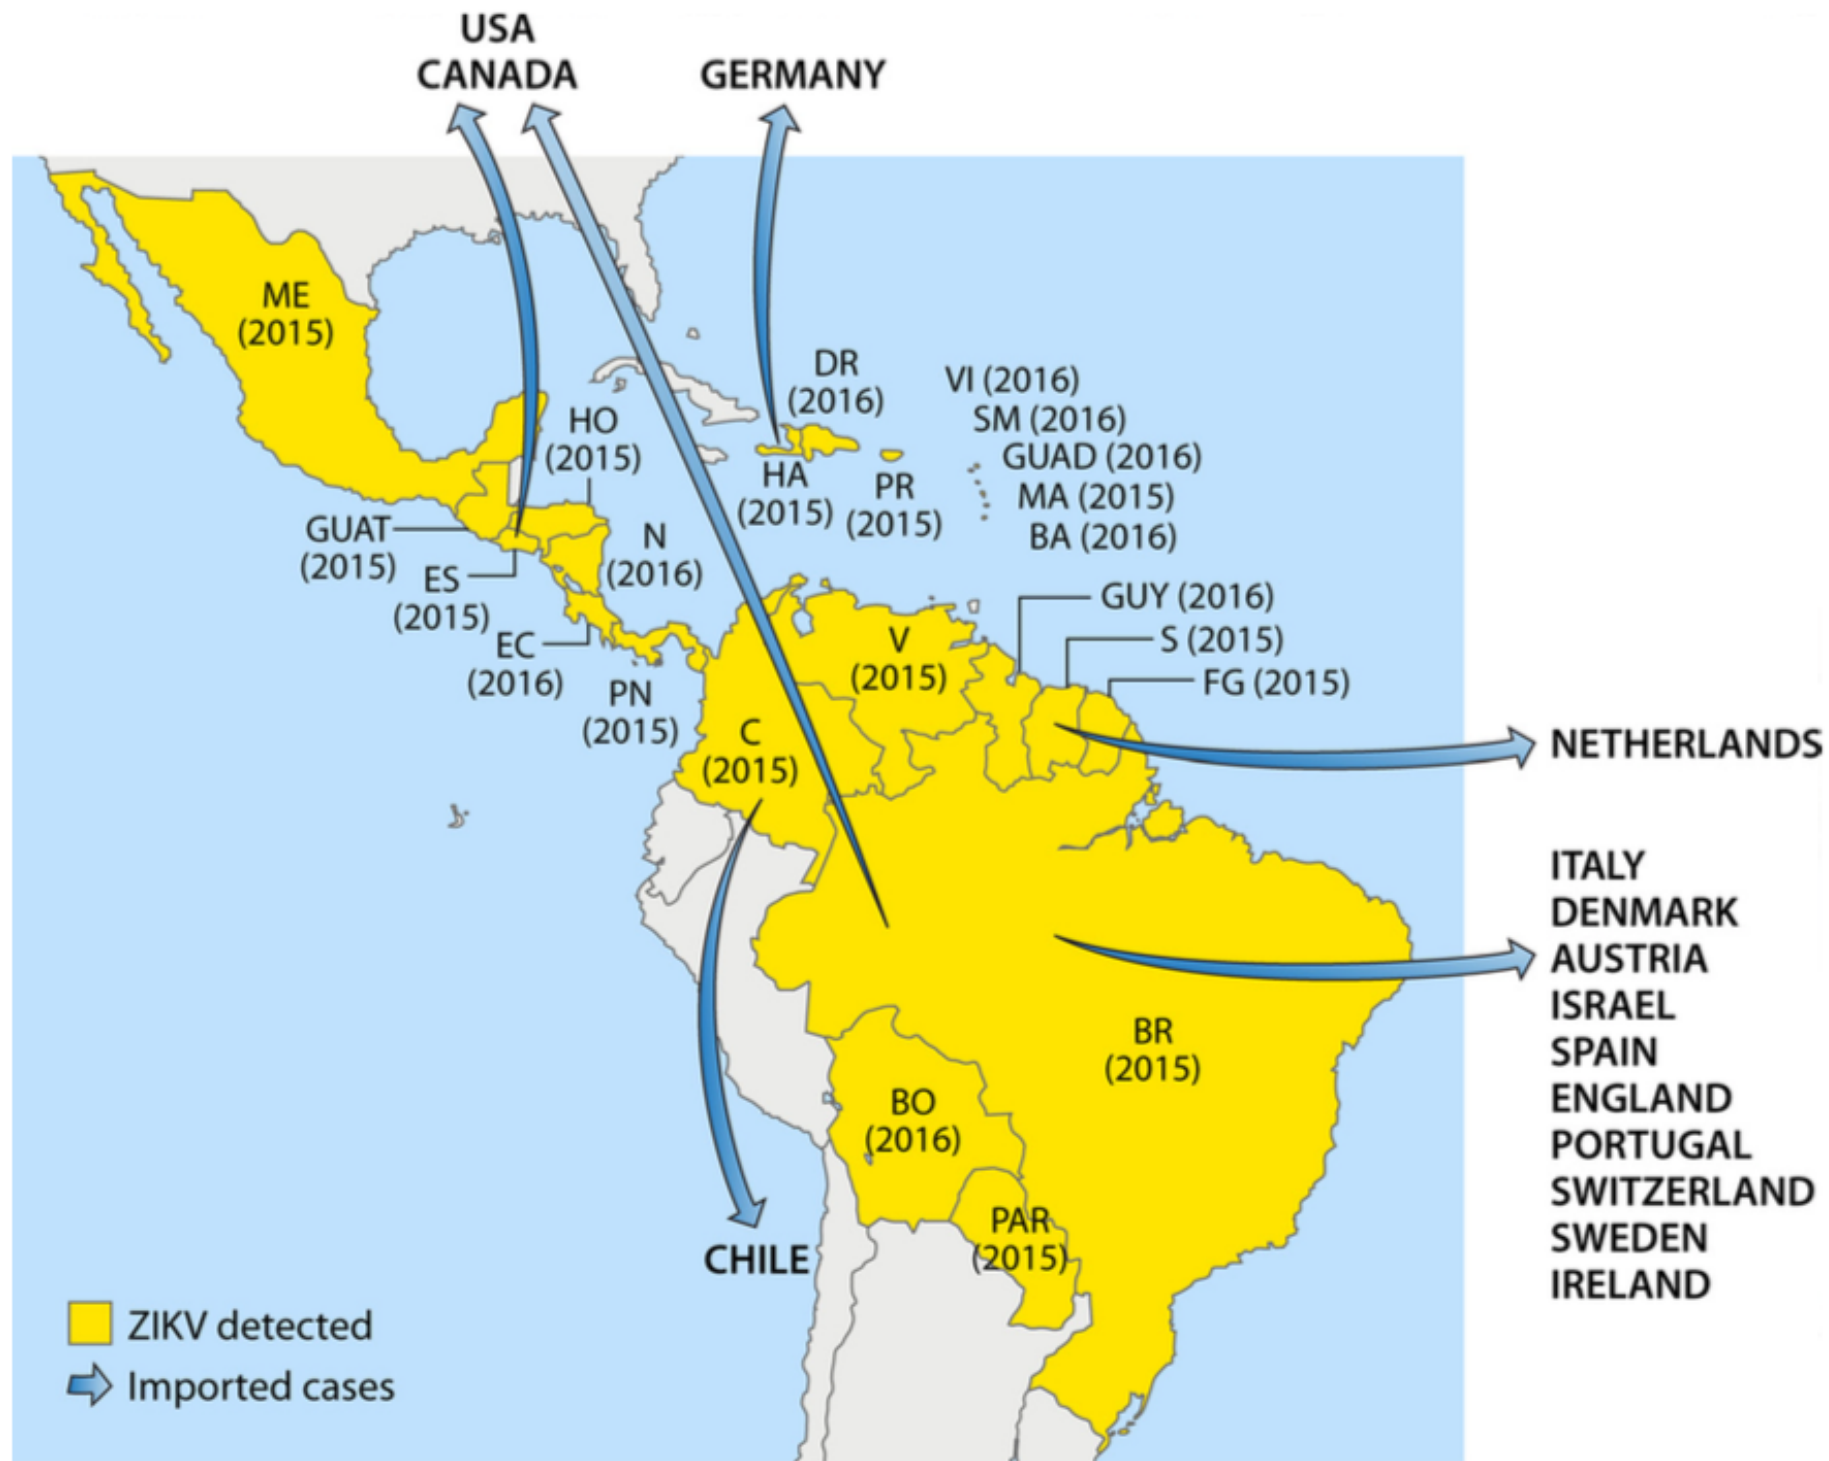 USA
CANADA
GERMANY
ME
(2015)
DR
(2016)
VI (2016)
SM (2016)
GUAD (2016)
MA (2015)
BA (2016)
HO
(2015)
HA
(2015)
PR
(2015)
GUAT
(2015)
N
(2016)
ES
(2015)
EC
(2016)
PN
(2015)
GUY (2016)
S (2015)
FG (2015)
V
(2015)
C
(2015)
NETHERLANDS
ITALY
DENMARK
AUSTRIA
ISRAEL
SPAIN
ENGLAND
PORTUGAL
SWITZERLAND
SWEDEN
IRELAND
BR
(2015)
BO
(2016)
PAR
(2015)
CHILE
ZIKV detected
Imported cases